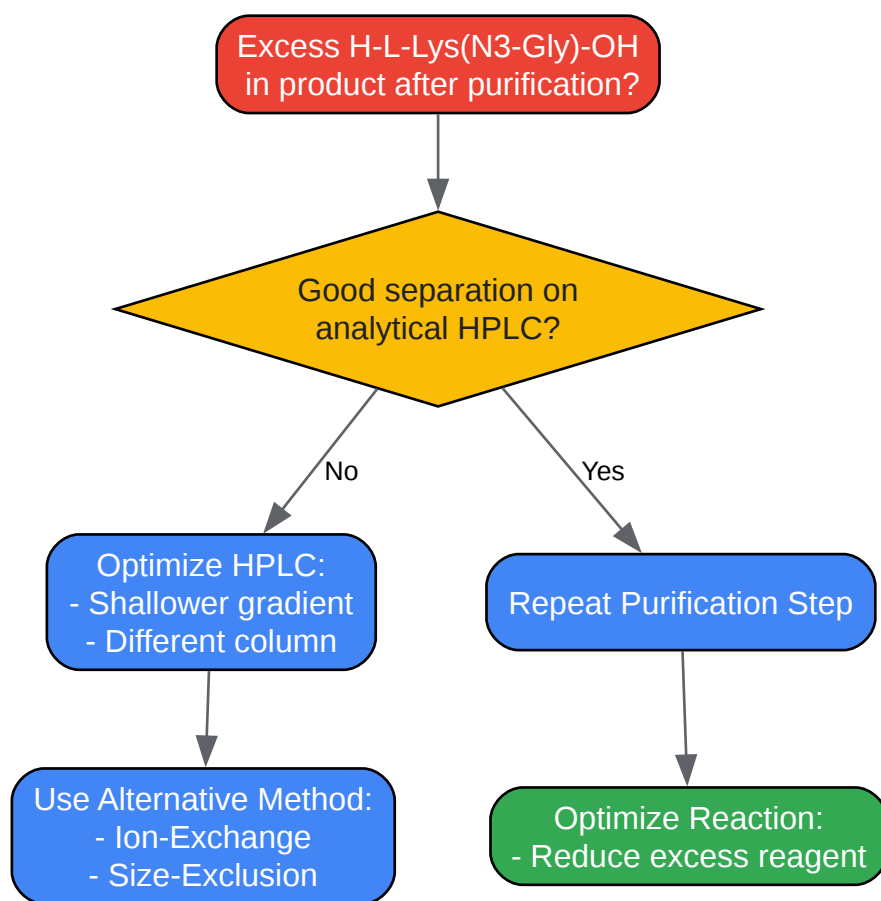 Excess H-L-Lys(N3-Gly)-OH
in product after purification?
Good separation on
analytical HPLC?
No
Yes
Optimize HPLC:
- Shallower gradient
- Different column
Repeat Purification Step
Use Alternative Method:
- Ion-Exchange
- Size-Exclusion
Optimize Reaction:
- Reduce excess reagent